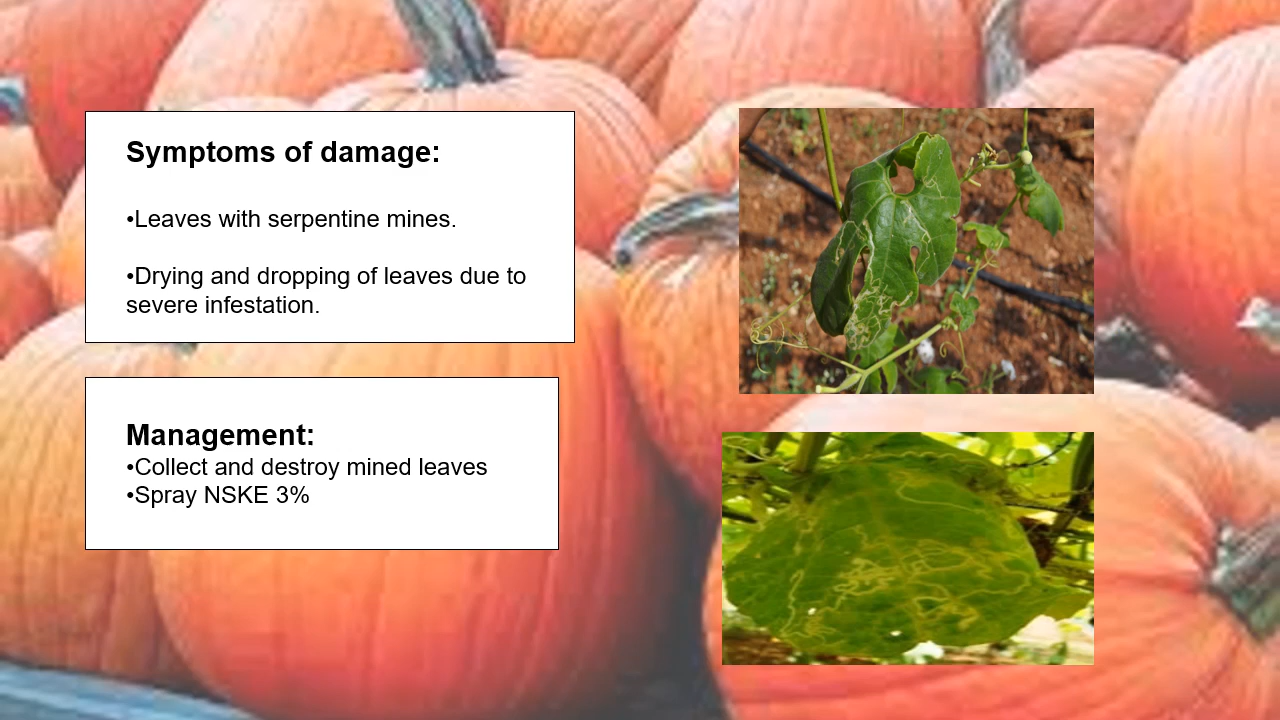 Symptoms of damage:
•Leaves with serpentine mines.
•Drying and dropping of leaves due to
severe infestation.
Management:
•Collect and destroy mined leaves
•Spray NSKE 3%